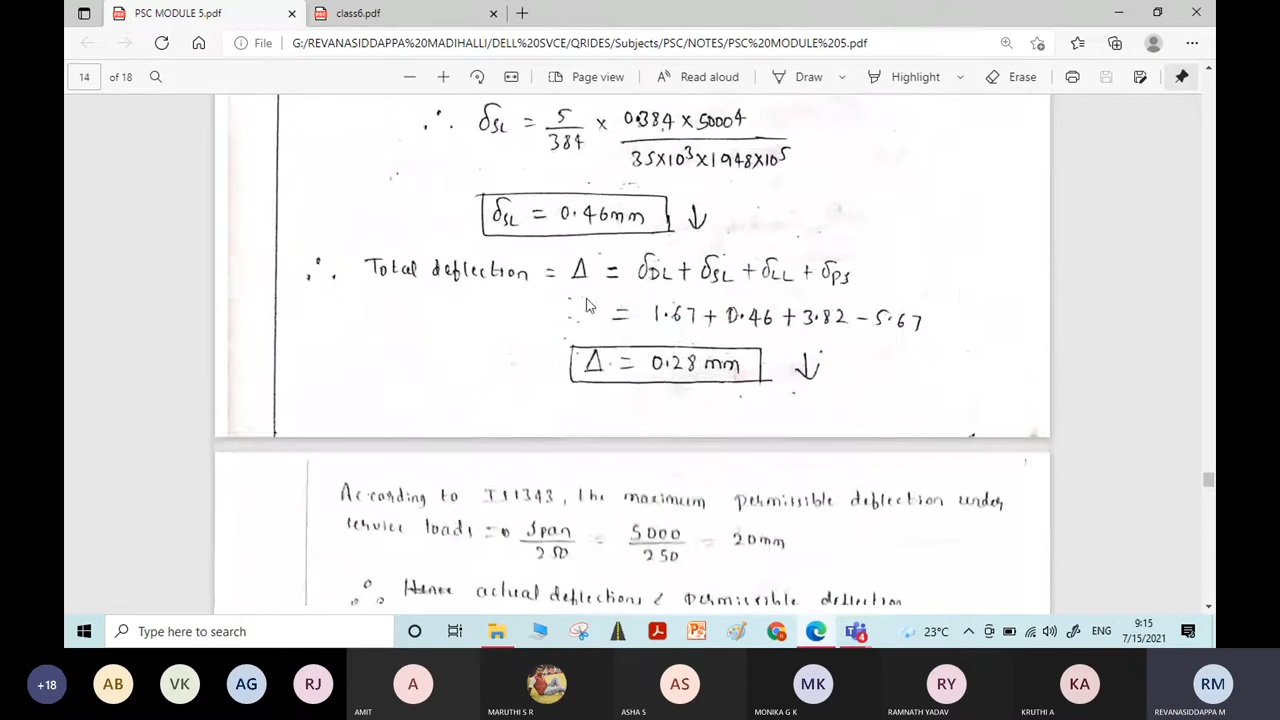 PSC MODULE 5.pdf
class6.pdf
File
G:/REVANASIDDAPPA%20MADIHALLI/DELL%20SVCE/QRIDES/Subjects/PSC/NOTES/PSC%20MODULE%205.pdf
14 of 18
Page view
Read aloud
Draw
Highlight
Erase
∴ δSL = 5/384 × 0.384 × 5000⁴ / 35×10³×1948×10⁵
δSL = 0.46mm ↓
∴ Total deflection = Δ = δDL + δSL + δLL + δPS
= 1.67 + 0.46 + 3.82 − 5.67
Δ = 0.28 mm ↓
According to IS1343, The maximum permissible deflection under
service loads = Span/250 = 5000/250 = 20mm
∴ Hence actual deflections < permissible deflection
Type here to search
4
23°C
ENG
9:15
7/15/2021
+18
AB
VK
AG
RJ
A
AS
MK
RY
KA
RM
AMIT
MARUTHI S R
ASHA S
MONIKA G K
RAMNATH YADAV
KRUTHI A
REVANASIDDAPPA M